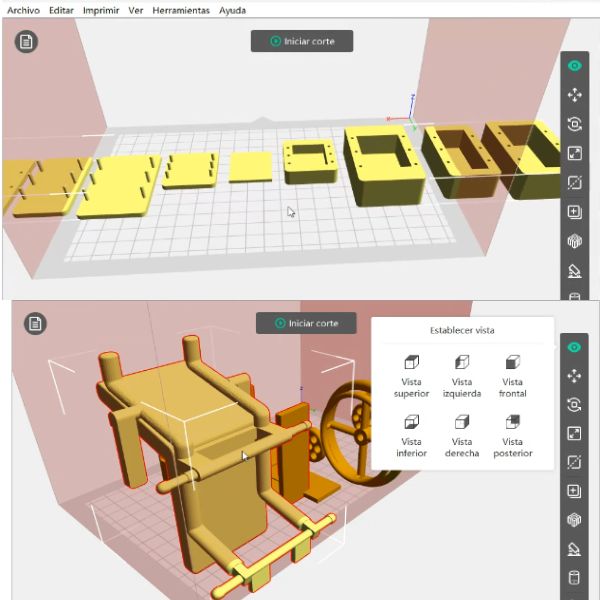 Archivo Editar Imprimir Ver Herramientas Ayuda
Iniciar corte
Z
X
Y
Iniciar corte
Establecer vista
Vista superior
Vista izquierda
Vista frontal
Vista inferior
Vista derecha
Vista posterior